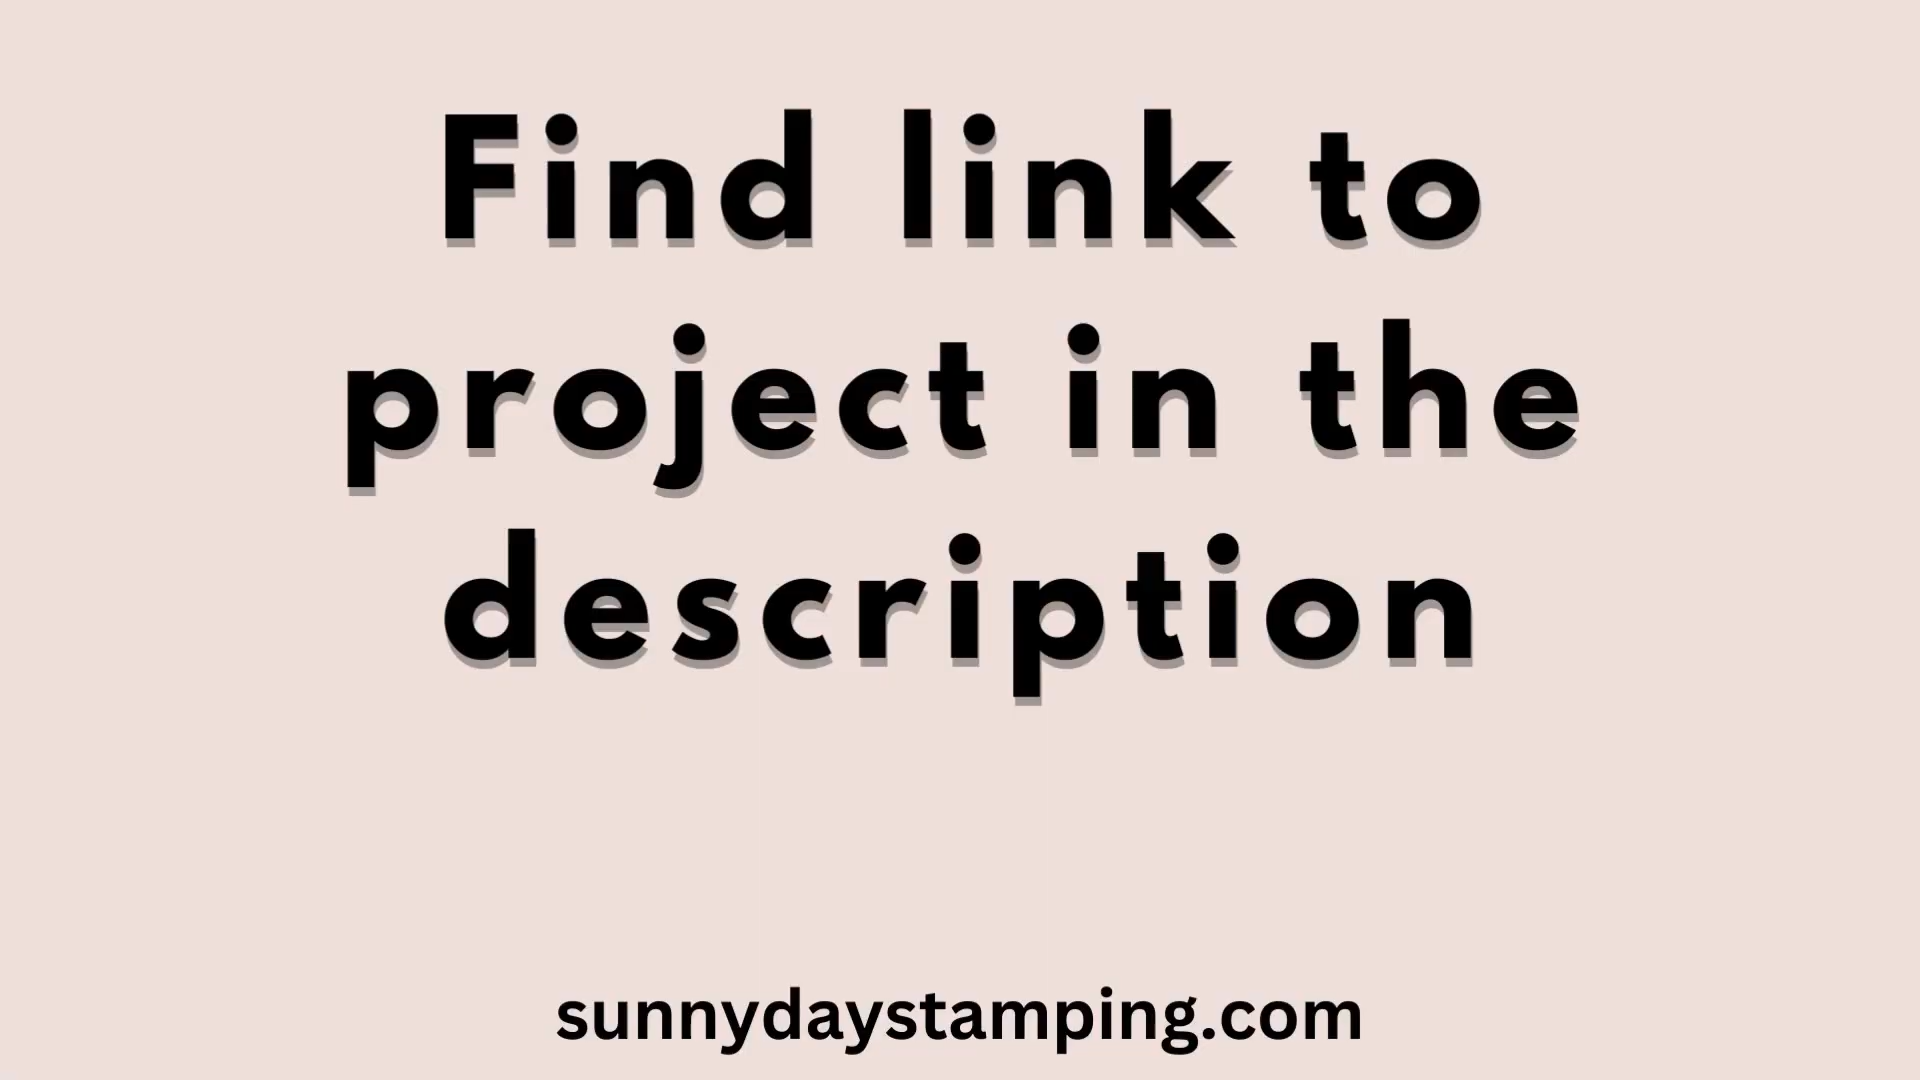 Find link to
project in the
description
sunnydaystamping.com